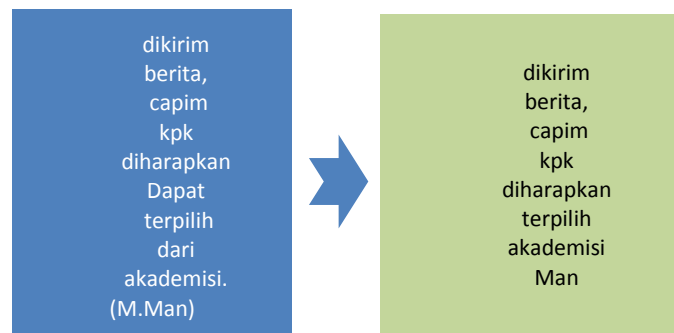 dikirim
berita,
capim
kpk
diharapkan
Dapat
terpilih
dari
akademisi.
(M.Man)
dikirim
berita,
capim
kpk
diharapkan
terpilih
akademisi
Man